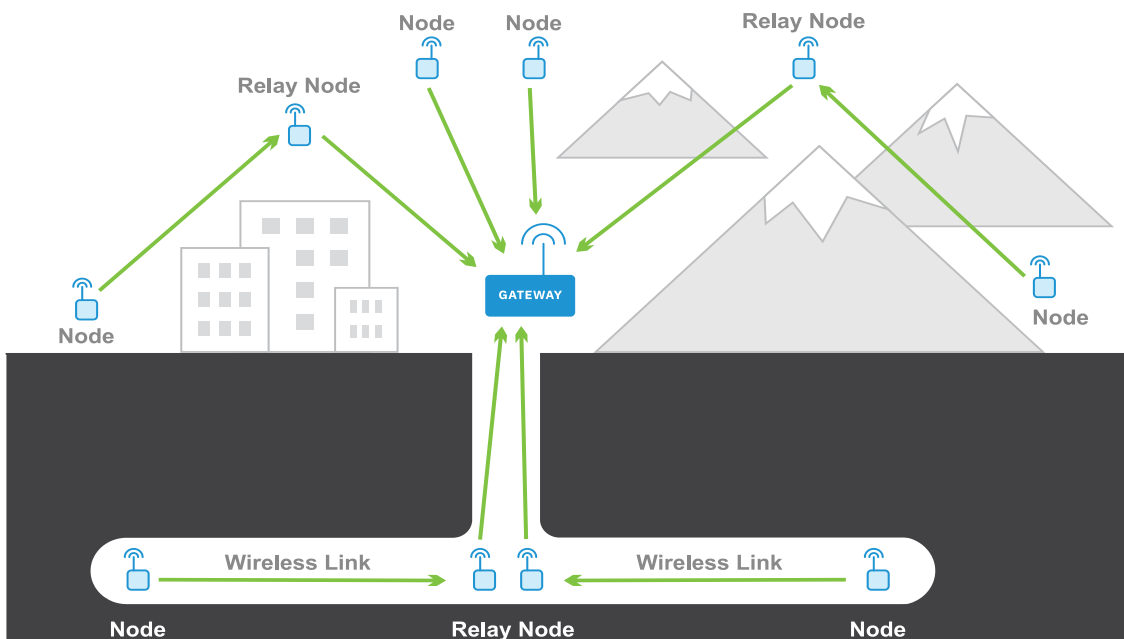 Node
Node
Relay Node
Relay Node
GATEWAY
Node
Node
Wireless Link
Wireless Link
Node
Relay Node
Node